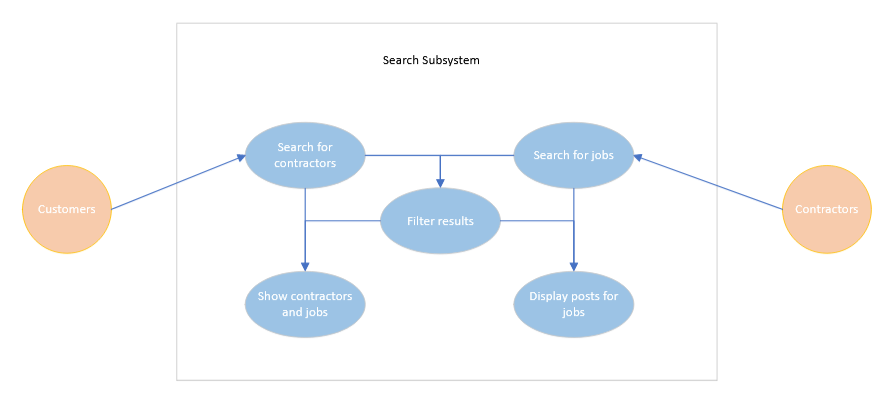 Search Subsystem
Search for
contractors
Search for jobs
Customers
Contractors
Filter results
Show contractors
and jobs
Display posts for
jobs